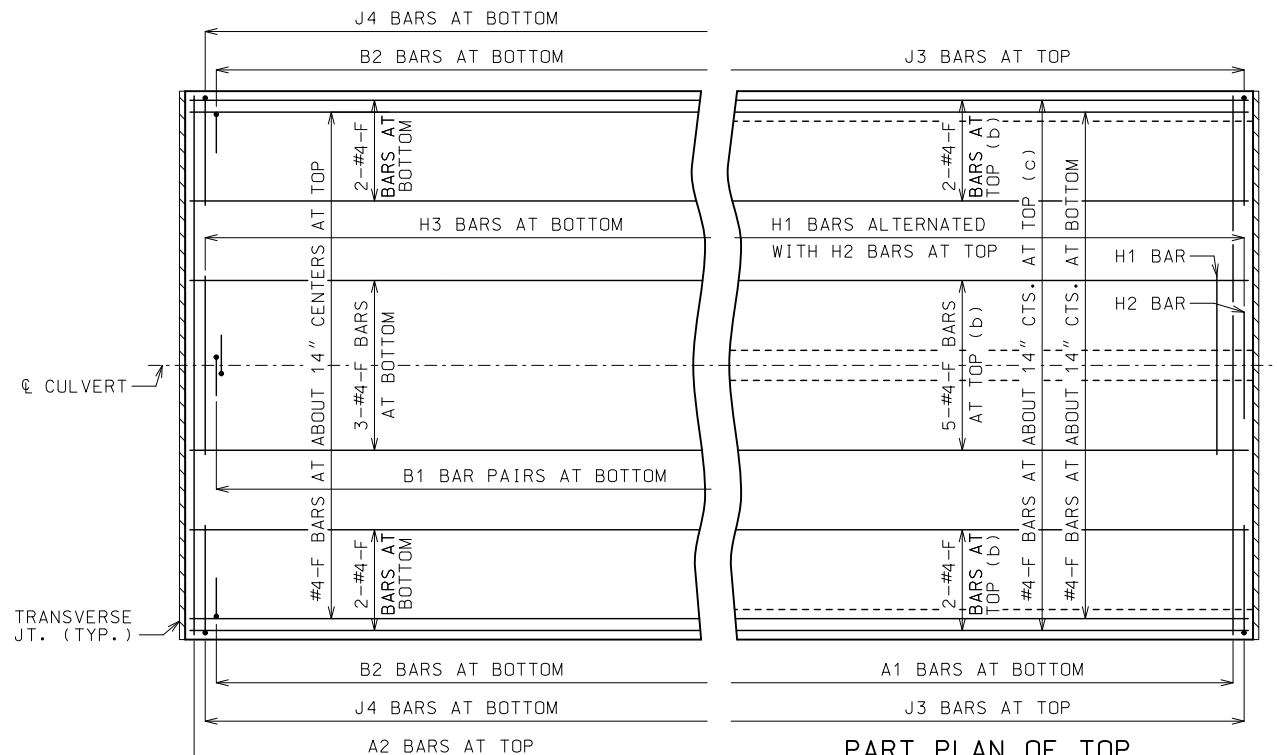 J4 BARS AT BOTTOM
B2 BARS AT BOTTOM
J3 BARS AT TOP
2-#4-F
BARS AT
BOTTOM
2-#4-F
BARS AT
TOP (b)
H3 BARS AT BOTTOM
H1 BARS ALTERNATED
WITH H2 BARS AT TOP
H1 BAR
H2 BAR
#4-F BARS AT ABOUT 14" CENTERS AT TOP
3-#4-F BARS
AT BOTTOM
5-#4-F BARS
AT TOP (b)
#4-F BARS AT ABOUT 14" CTS. AT TOP (c)
#4-F BARS AT ABOUT 14" CTS. AT BOTTOM
℄ CULVERT
B1 BAR PAIRS AT BOTTOM
2-#4-F
BARS AT
BOTTOM
2-#4-F
BARS AT
TOP (b)
TRANSVERSE
JT. (TYP.)
B2 BARS AT BOTTOM
A1 BARS AT BOTTOM
J4 BARS AT BOTTOM
J3 BARS AT TOP
A2 BARS AT TOP
PART PLAN OF TOP